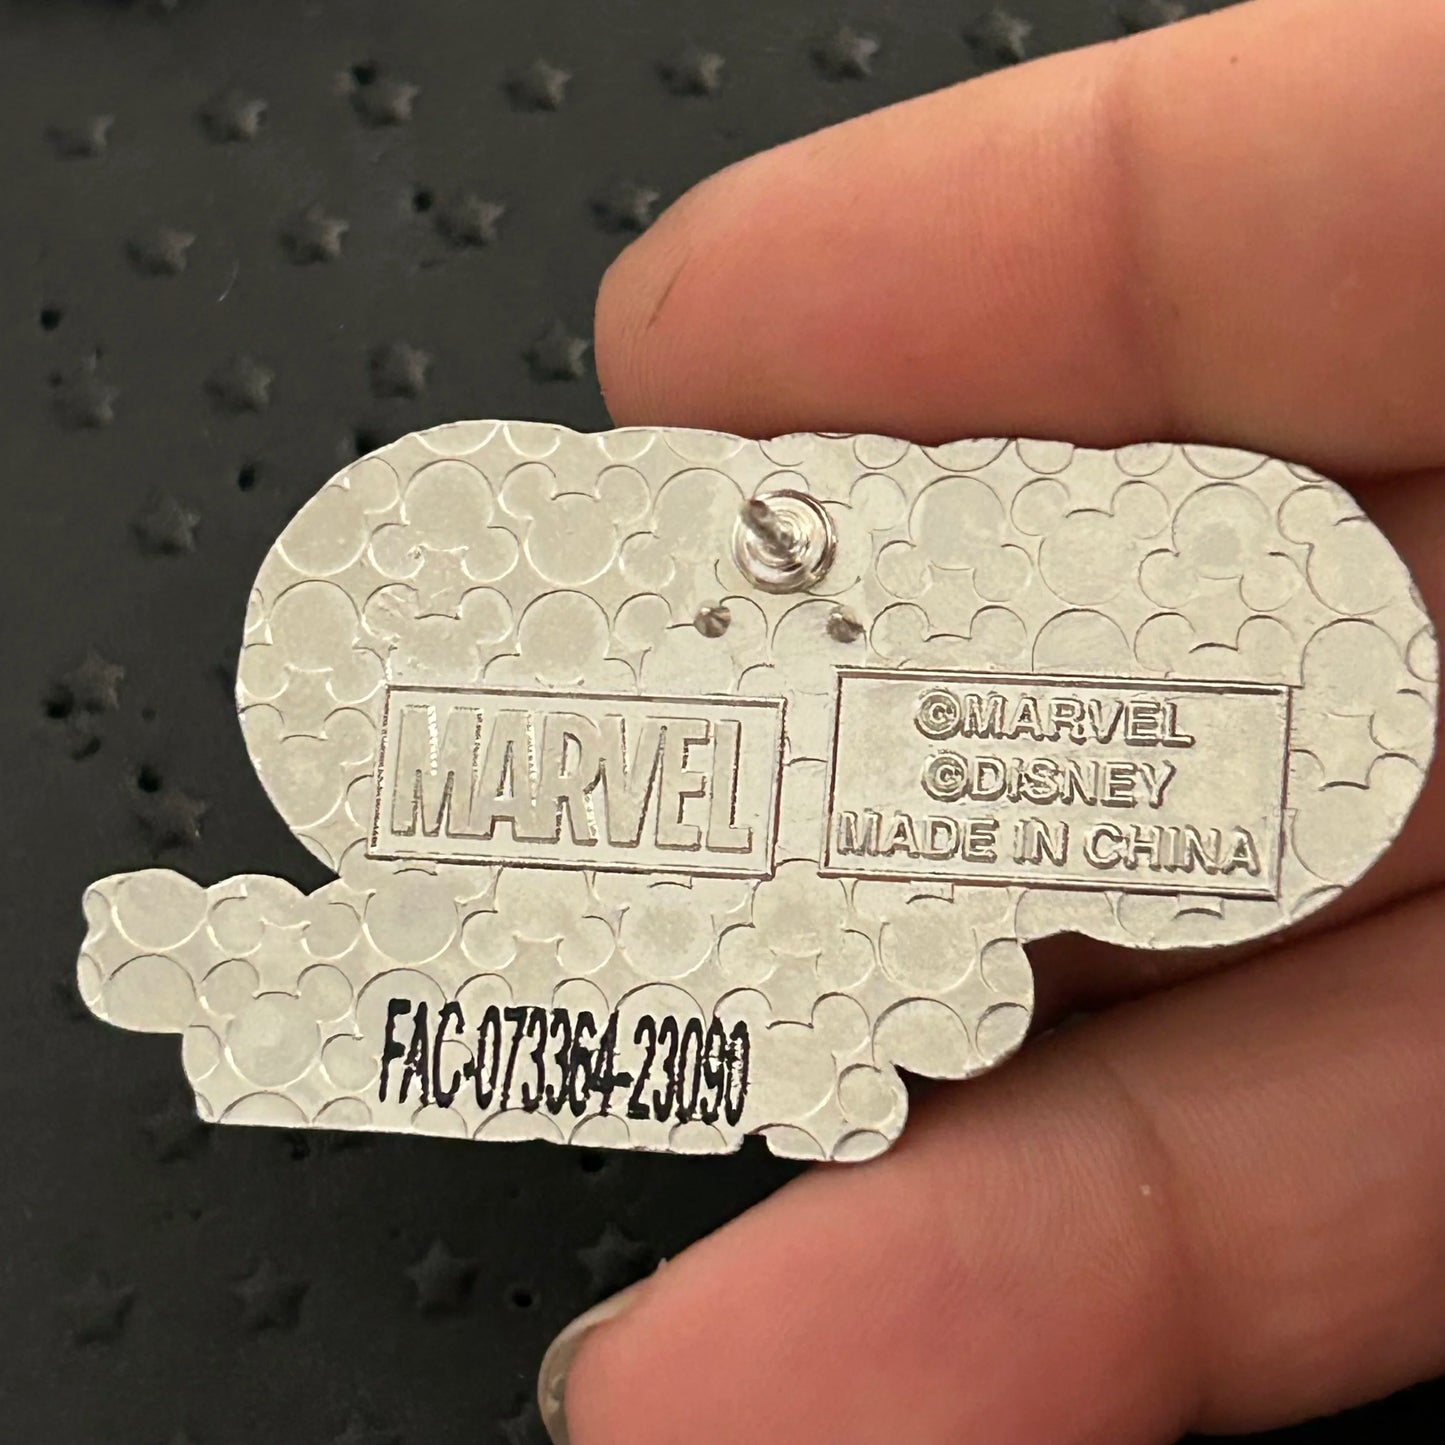 MARVEL
©MARVEL
©DISNEY
MADE IN CHINA
FAC-073364-23090